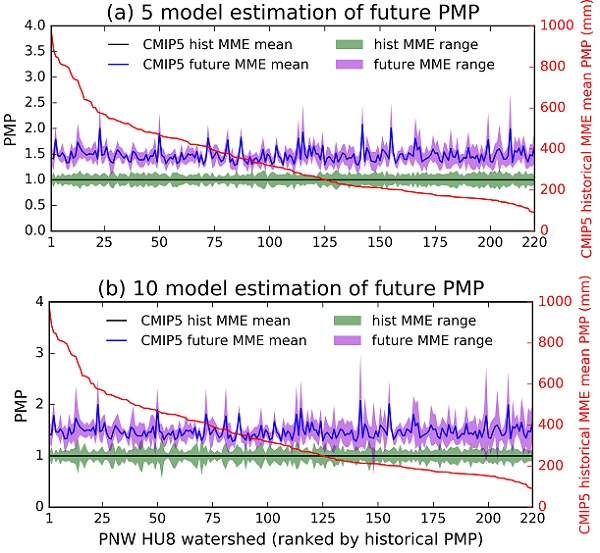 (a) 5 model estimation of future PMP
4.0
3.5
3.0
2.5
2.0
1.5
1.0
0.5
0.0
PMP
CMIP5 hist MME mean
CMIP5 future MME mean
hist MME range
future MME range
1000
800
600
400
200
0
CMIP5 historical MME mean PMP (mm)
1 25 50 75 100 125 150 175 200 220
(b) 10 model estimation of future PMP
4
3
2
1
0
PMP
CMIP5 hist MME mean
CMIP5 future MME mean
hist MME range
future MME range
1000
800
600
400
200
0
CMIP5 historical MME mean PMP (mm)
1 25 50 75 100 125 150 175 200 220
PNW HU8 watershed (ranked by historical PMP)